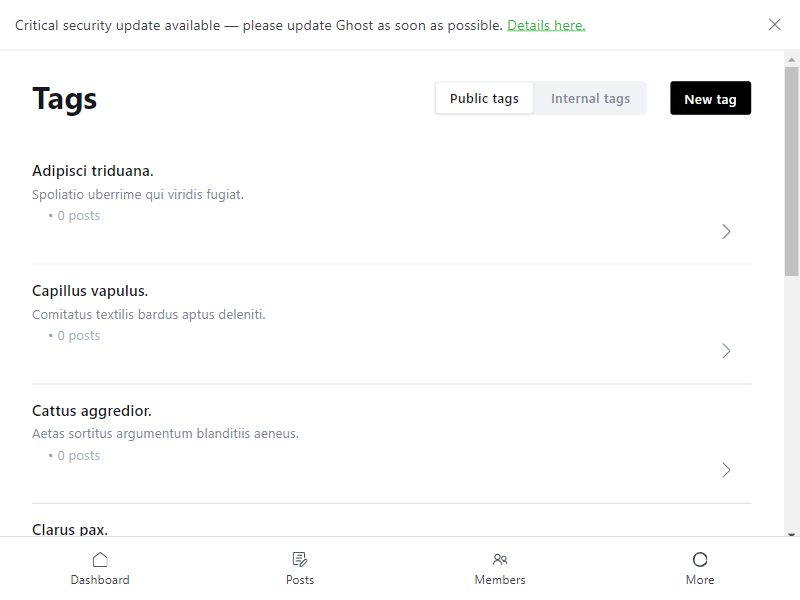 Critical security update available — please update Ghost as soon as possible. Details here.
Tags
Public tags
Internal tags
New tag
Adipisci triduana.
Spoliatio uberrime qui viridis fugiat.
• 0 posts
Capillus vapulus.
Comitatus textilis bardus aptus deleniti.
• 0 posts
Cattus aggredior.
Aetas sortitus argumentum blanditiis aeneus.
• 0 posts
Clarus pax.
Dashboard
Posts
Members
More